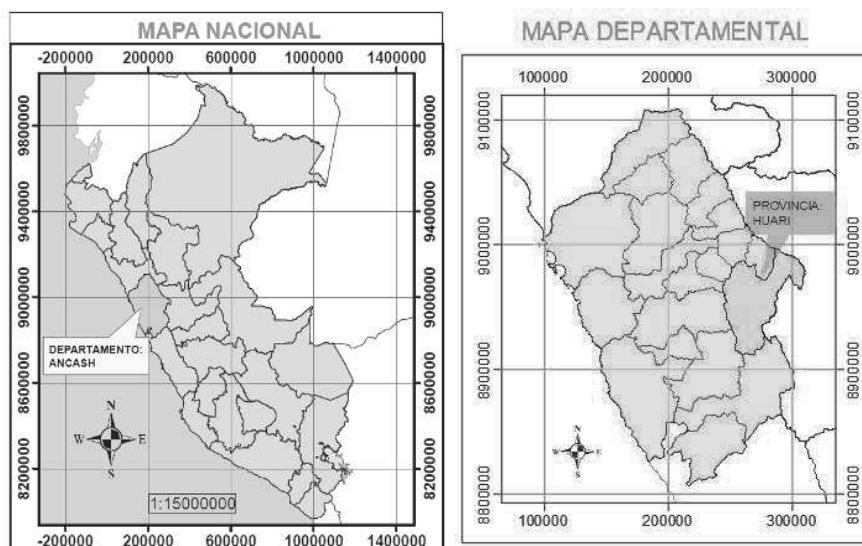 MAPA NACIONAL
-200000 200000 600000 1000000 1400000
9800000 9800000
9400000 9400000
9000000 9000000
DEPARTAMENTO:
ANCASH
8600000 8600000
N
W E
S
8200000 8200000
1:15000000
-200000 200000 600000 1000000 1400000
MAPA DEPARTAMENTAL
100000 200000 300000
9100000 9100000
PROVINCIA:
HUARI
9000000 9000000
8900000 8900000
N
W E
S
8800000 8800000
100000 200000 300000